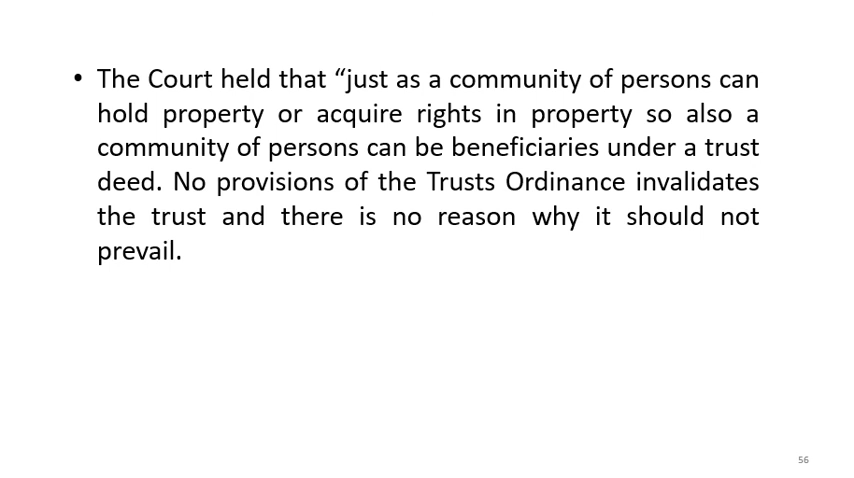 • The Court held that “just as a community of persons can
hold property or acquire rights in property so also a
community of persons can be beneficiaries under a trust
deed. No provisions of the Trusts Ordinance invalidates
the trust and there is no reason why it should not
prevail.
56